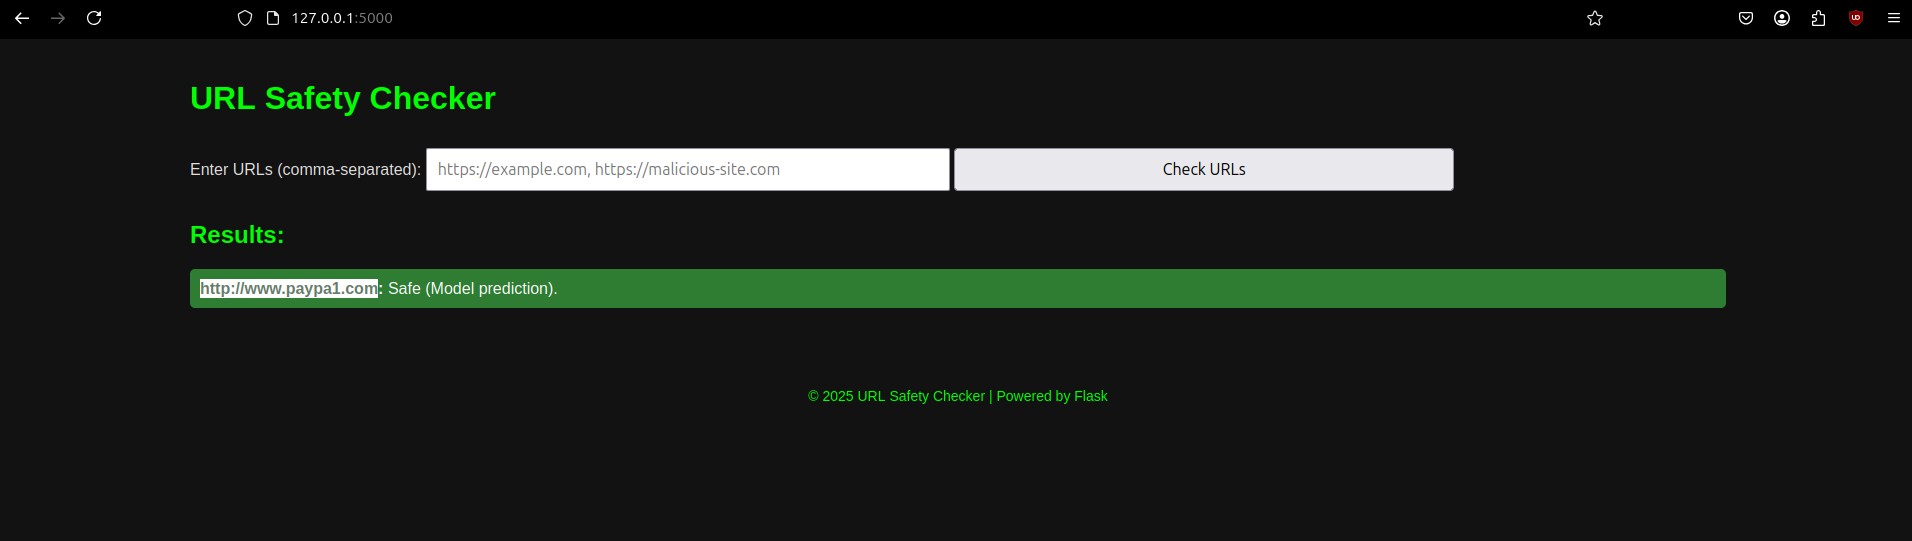 127.0.0.1:5000
URL Safety Checker
Enter URLs (comma-separated): https://example.com, https://malicious-site.com Check URLs
Results:
http://www.paypa1.com: Safe (Model prediction).
© 2025 URL Safety Checker | Powered by Flask